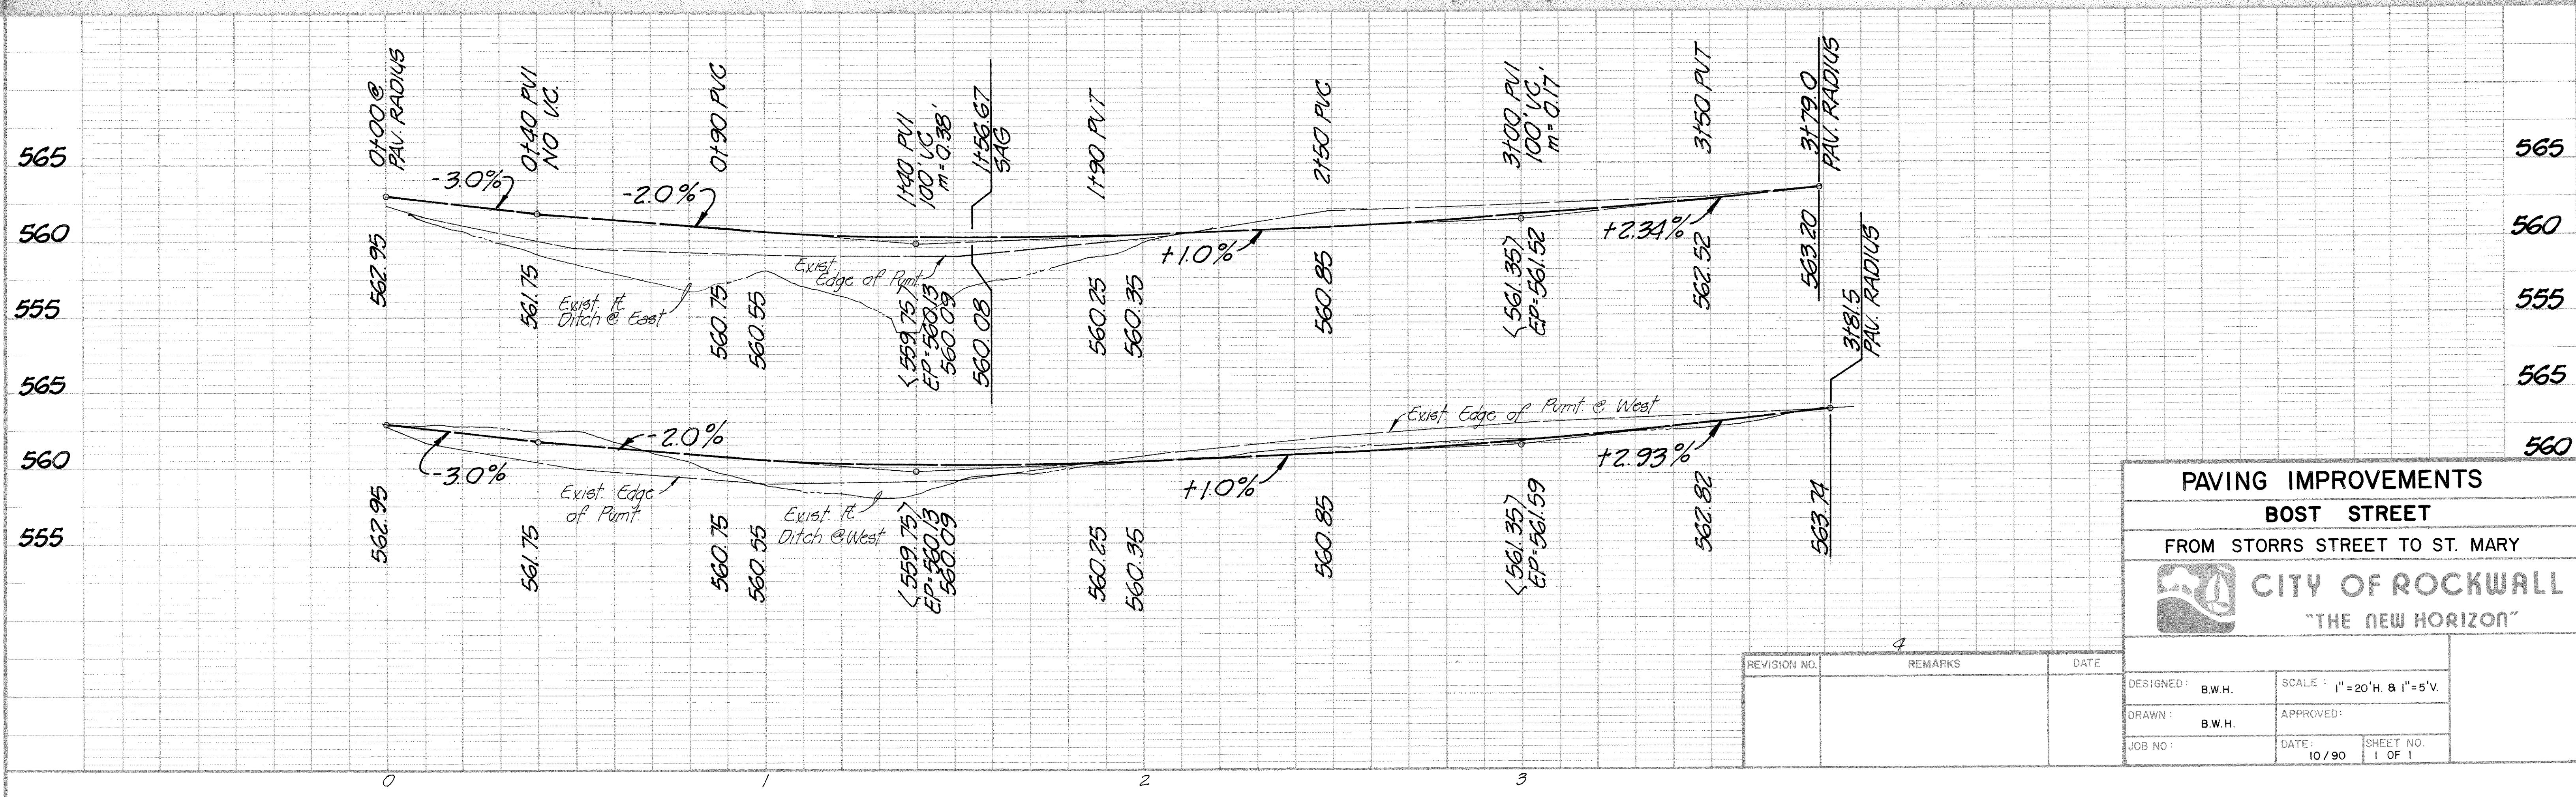 0+00 @
PAV. RADIUS
0+40 PVI
NO V.C.
0+90 PVC
1+40 PVI
100' VC
m = 0.38'
1+56.67
SAG
1+90 PVT
2+50 PVC
3+00 PVI
100' VC
m = 0.17'
3+50 PVT
3+79.0
PAV. RADIUS
565
560
555
565
560
555
-3.0%
-2.0%
+1.0%
+2.34%
Exist.
Edge of Pvmt.
Exist. ℄
Ditch @ East
562.95
561.75
560.75
560.55
(559.75)
EP=560.13
560.09
560.08
560.25
560.35
560.85
(561.35)
EP=561.52
562.52
563.20
3+81.5
PAV. RADIUS
565
560
555
565
560
-3.0%
-2.0%
+1.0%
+2.93%
Exist. Edge of Pvmt. @ West
Exist. Edge
of Pvmt.
Exist. ℄
Ditch @ West
562.95
561.75
560.75
560.55
(559.75)
EP=560.13
560.09
560.25
560.35
560.85
(561.35)
EP=561.59
562.82
563.74
0
1
2
3
4
REVISION NO. REMARKS DATE
PAVING IMPROVEMENTS
BOST STREET
FROM STORRS STREET TO ST. MARY
CITY OF ROCKWALL
"THE NEW HORIZON"
DESIGNED: B.W.H.
SCALE: 1"=20'H. & 1"=5'V.
DRAWN: B.W.H.
APPROVED:
JOB NO:
DATE: 10/90
SHEET NO. 1 OF 1